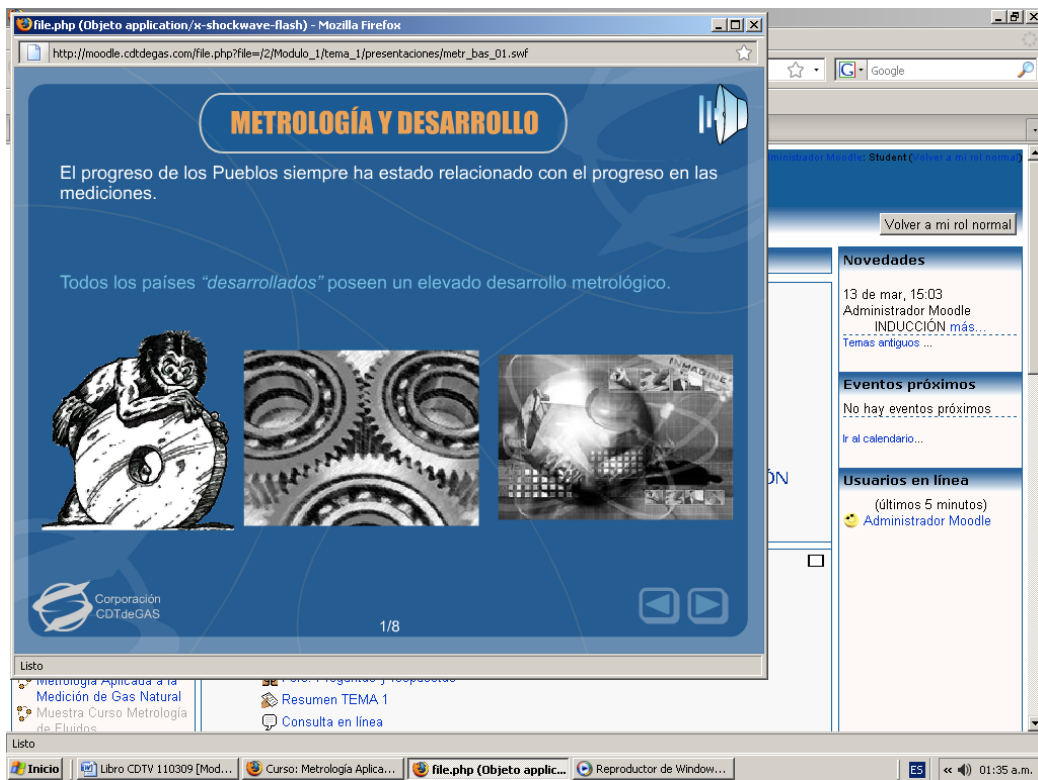 file.php (Objeto application/x-shockwave-flash) - Mozilla Firefox
http://moodle.cdtdegas.com/file.php?file=/2/Modulo_1/tema_1/presentaciones/metr_bas_01.swf
METROLOGÍA Y DESARROLLO
El progreso de los Pueblos siempre ha estado relacionado con el progreso en las
mediciones.
Todos los países “desarrollados” poseen un elevado desarrollo metrológico.
INMAGINE
Corporación
CDTdeGAS
1/8
Listo
G
Google
Moodle: Student (Volver a mi rol normal)
Volver a mi rol normal
Novedades
13 de mar, 15:03
Administrador Moodle
INDUCCIÓN más...
Temas antiguos ...
Eventos próximos
No hay eventos próximos
Ir al calendario...
Usuarios en línea
(últimos 5 minutos)
Administrador Moodle
ÓN
Metrología Aplicada a la
Medición de Gas Natural
Muestra Curso Metrología
de Fluidos
Resumen TEMA 1
Consulta en línea
Listo
Inicio
Libro CDTV 110309 [Mod...
Curso: Metrología Aplica...
file.php (Objeto applic...
Reproductor de Window...
ES
01:35 a.m.